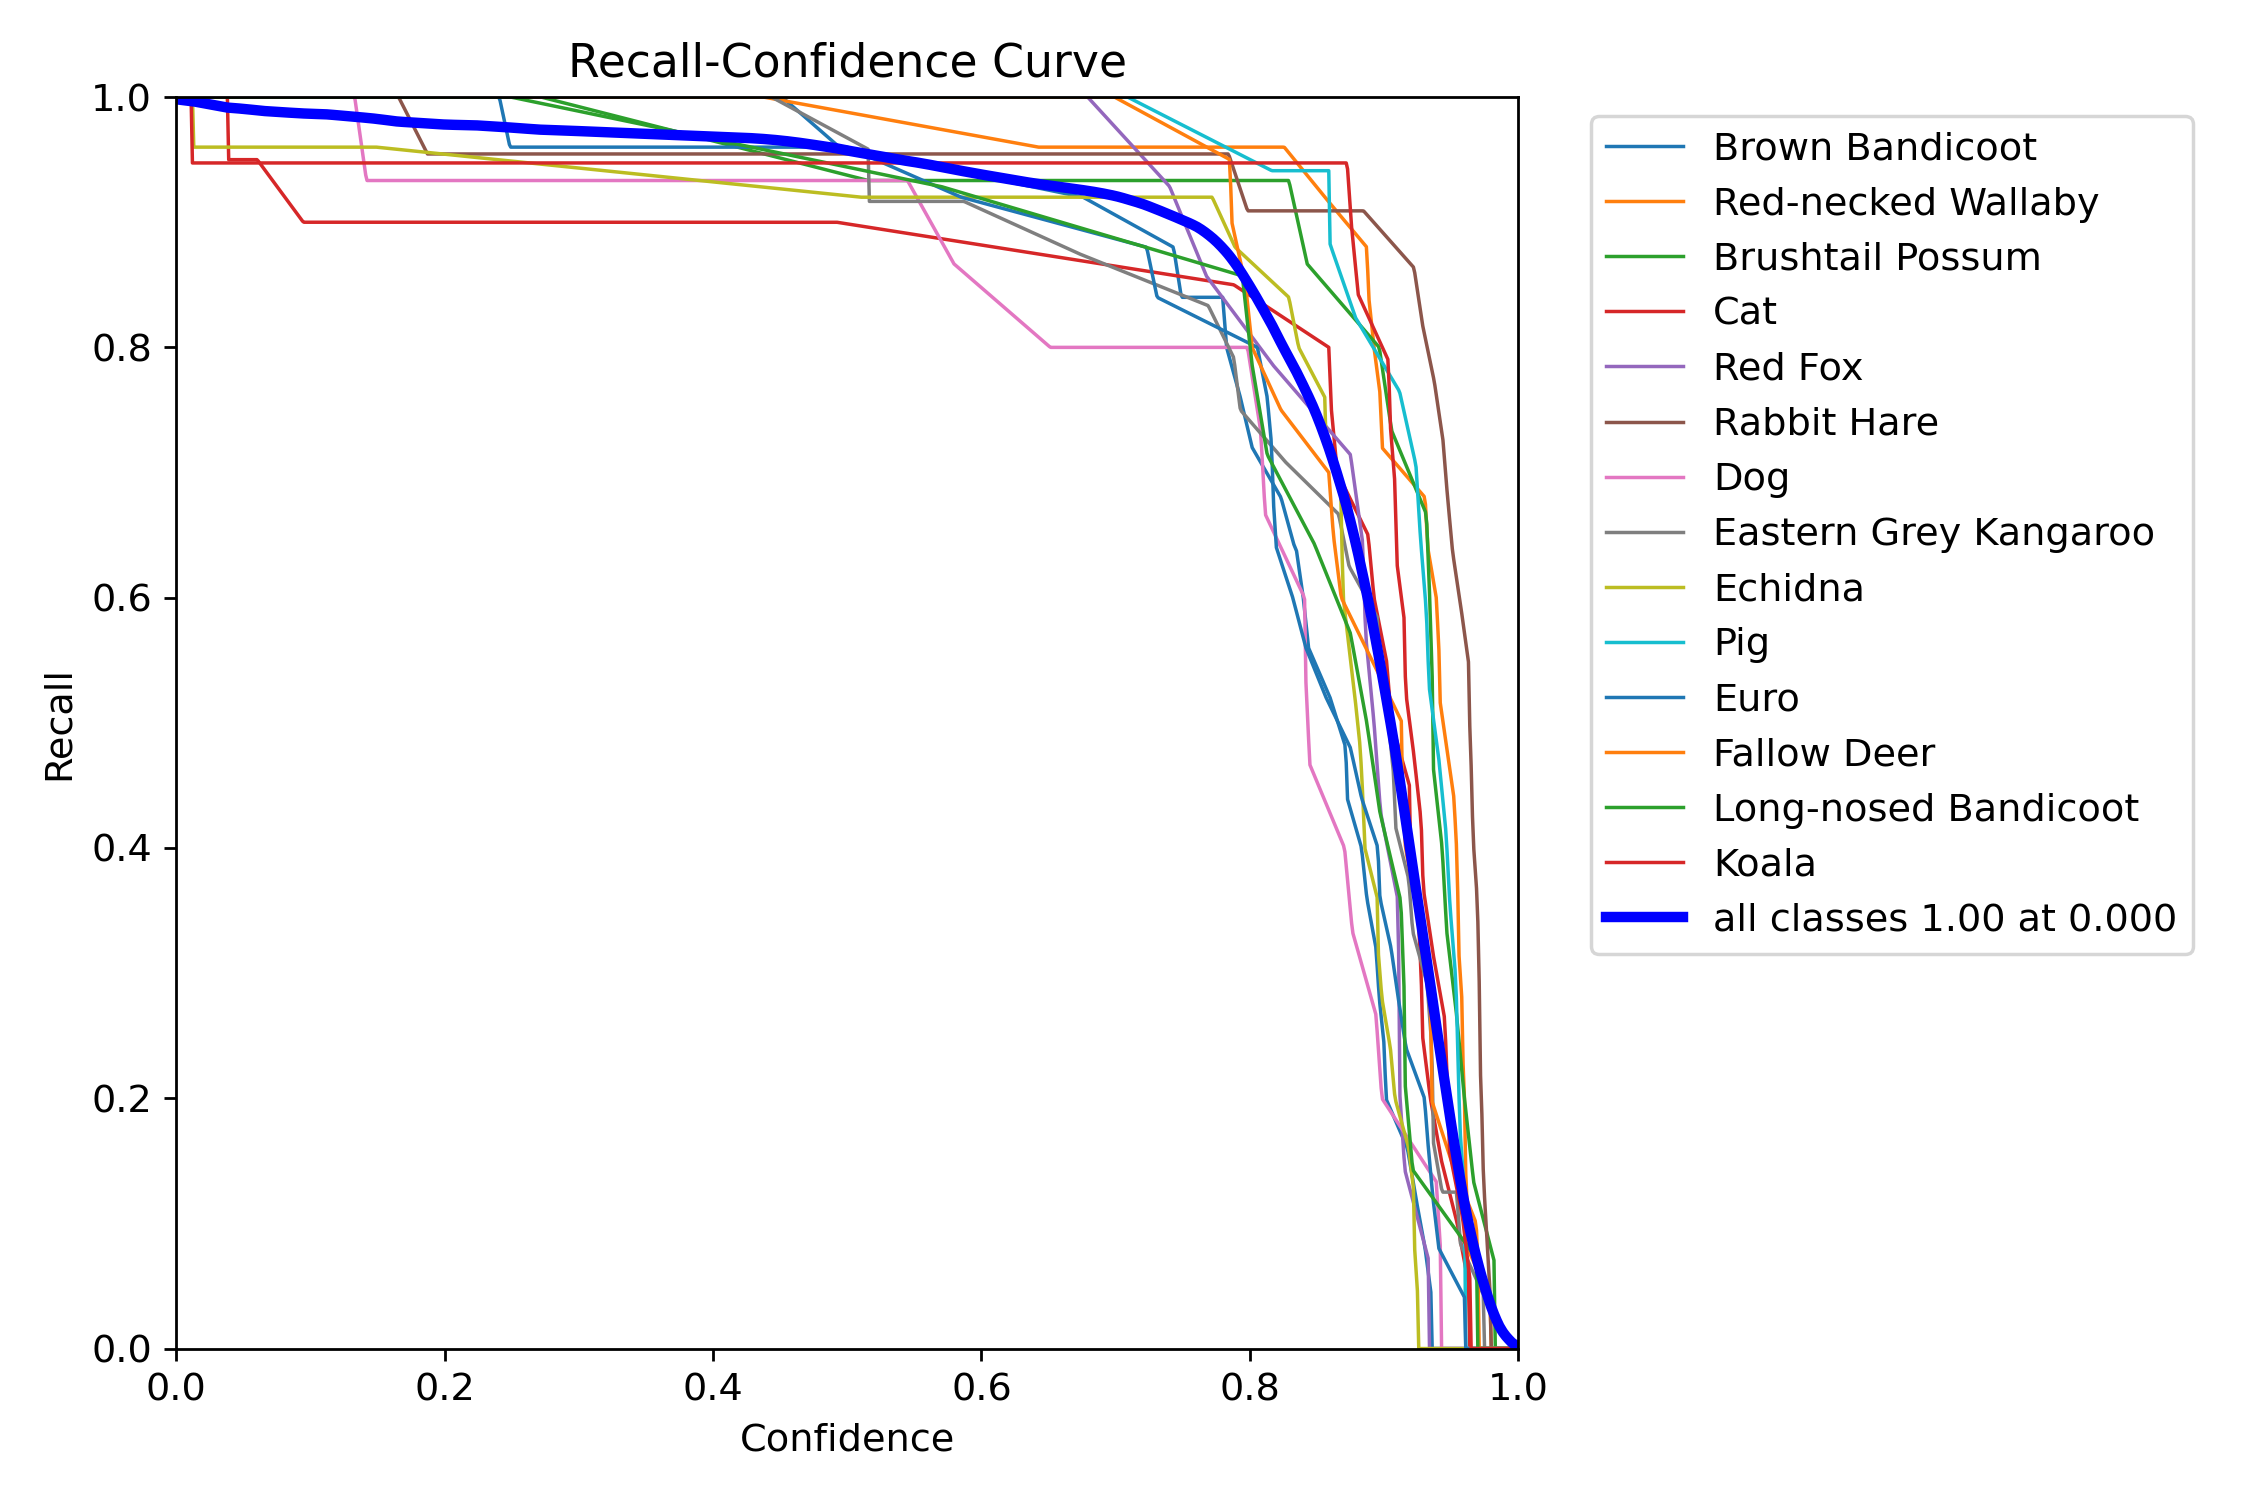 Recall-Confidence Curve
1.0
0.8
0.6
0.4
0.2
0.0
Recall
0.0 0.2 0.4 0.6 0.8 1.0
Confidence
Brown Bandicoot
Red-necked Wallaby
Brushtail Possum
Cat
Red Fox
Rabbit Hare
Dog
Eastern Grey Kangaroo
Echidna
Pig
Euro
Fallow Deer
Long-nosed Bandicoot
Koala
all classes 1.00 at 0.000